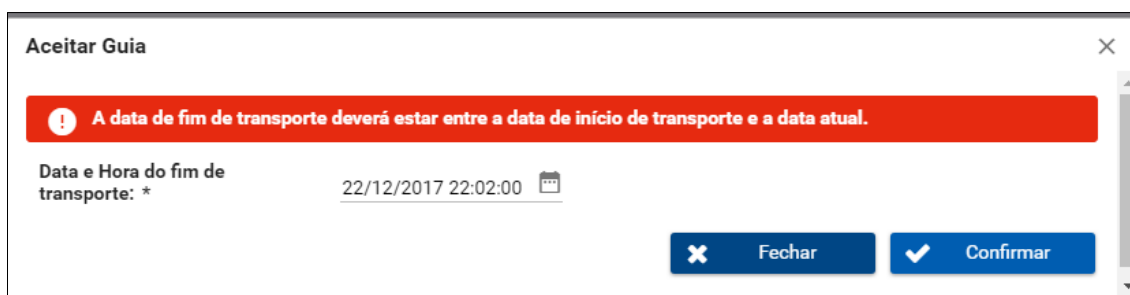 Aceitar Guia
A data de fim de transporte deverá estar entre a data de início de transporte e a data atual.
Data e Hora do fim de
transporte: *
22/12/2017 22:02:00
Fechar
Confirmar